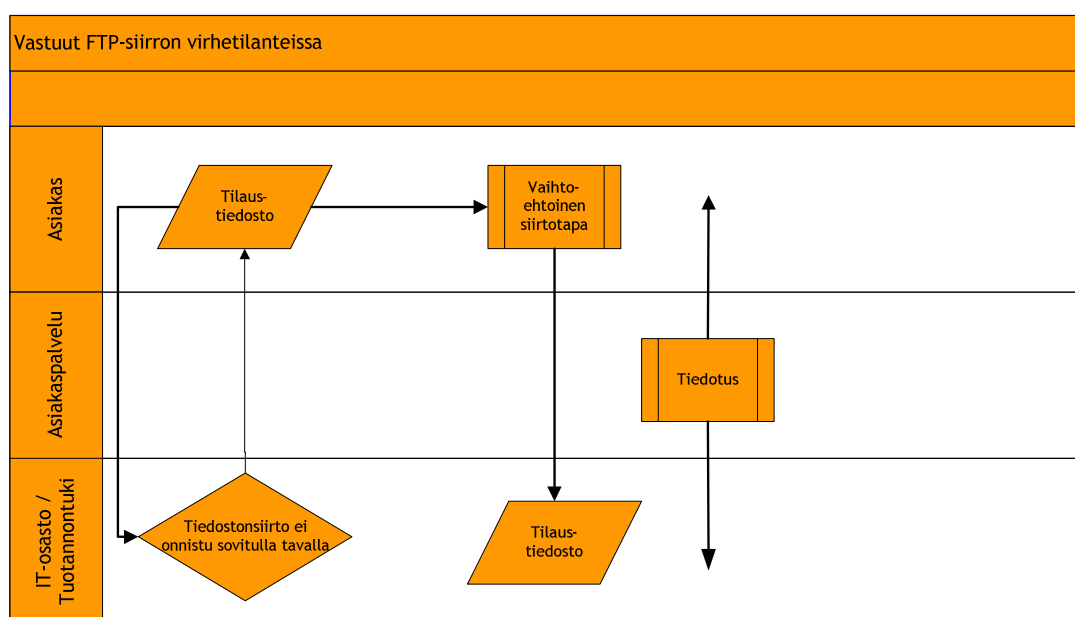 Vastuut FTP-siirron virhetilanteissa
Asiakas
Tilaus-
tiedosto
Vaihto-
ehtoinen
siirtotapa
Asiakaspalvelu
Tiedotus
IT-osasto /
Tuotannontuki
Tiedostonsiirto ei
onnistu sovitulla tavalla
Tilaus-
tiedosto